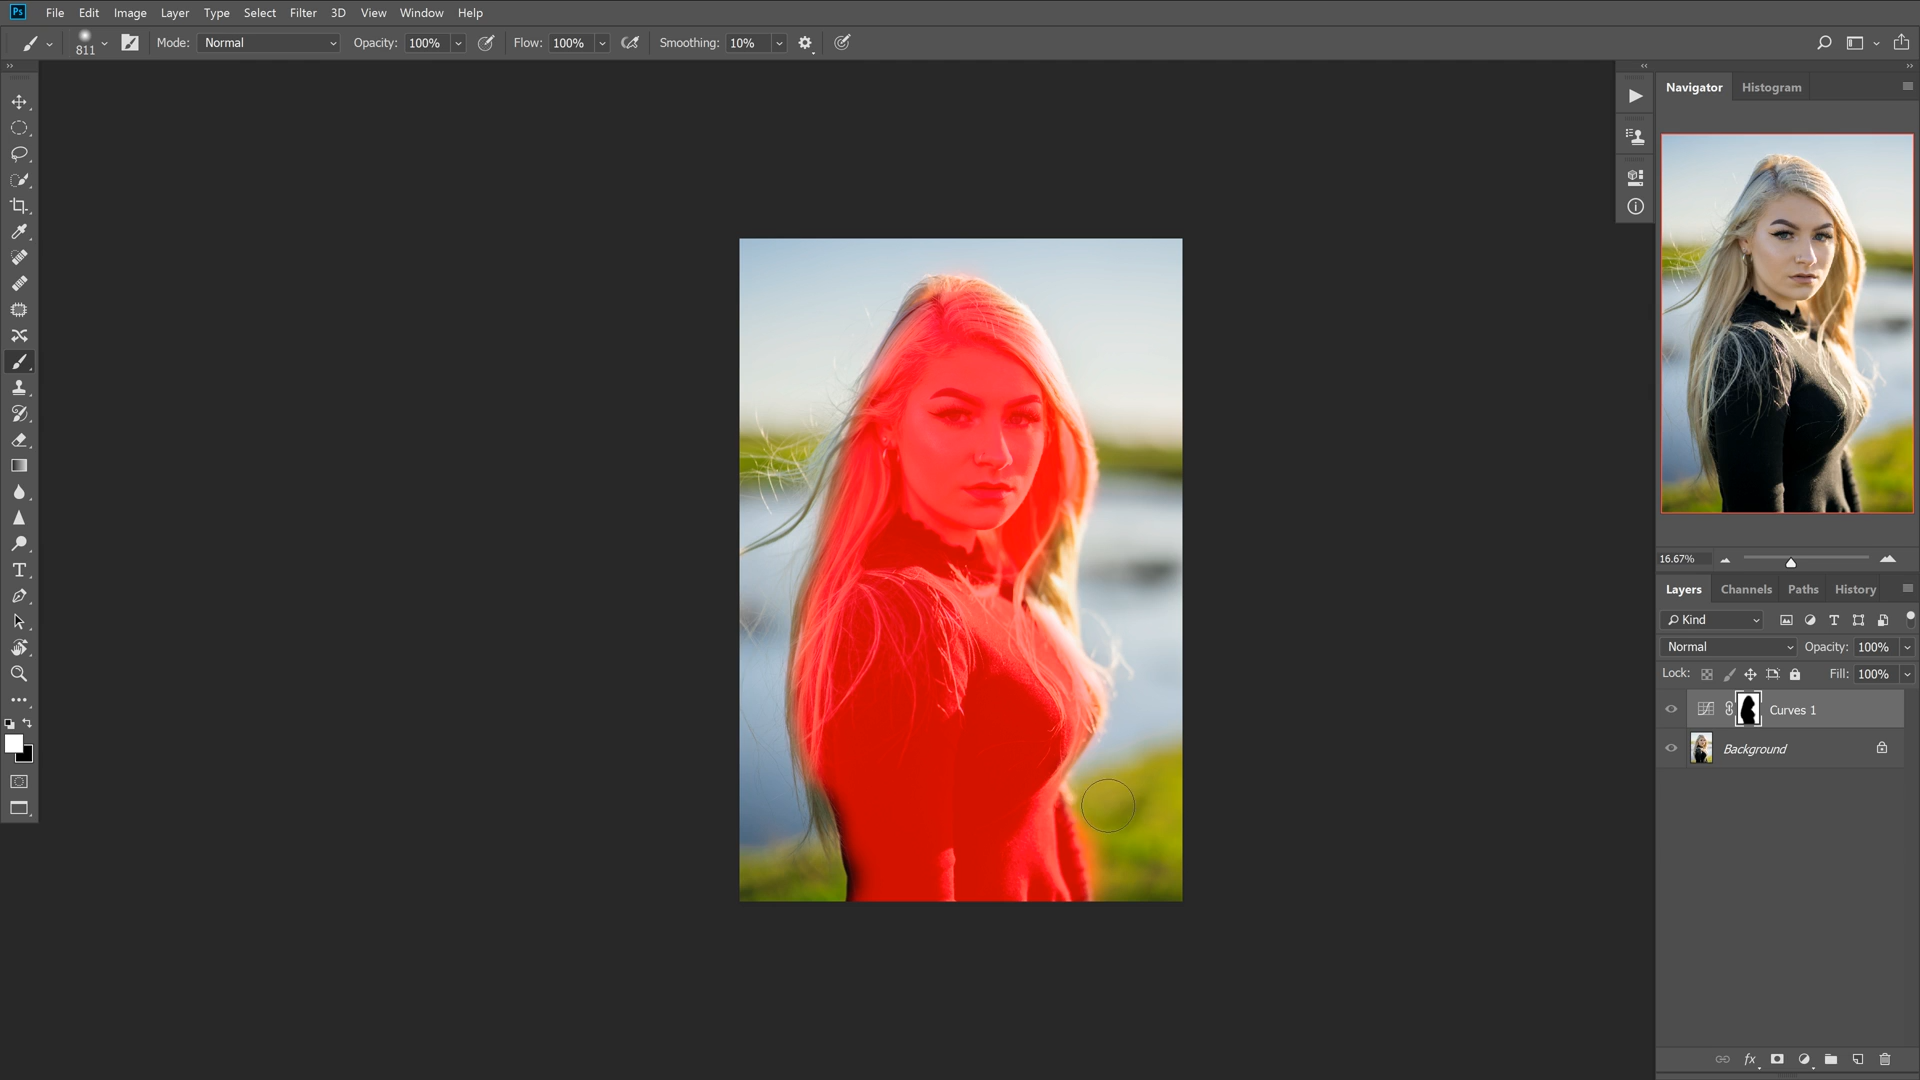 Ps File Edit Image Layer Type Select Filter 3D View Window Help
811 Mode: Normal Opacity: 100% Flow: 100% Smoothing: 10%
Navigator Histogram
16.67%
Layers Channels Paths History
Kind
Normal Opacity: 100%
Lock: Fill: 100%
Curves 1
Background
fx